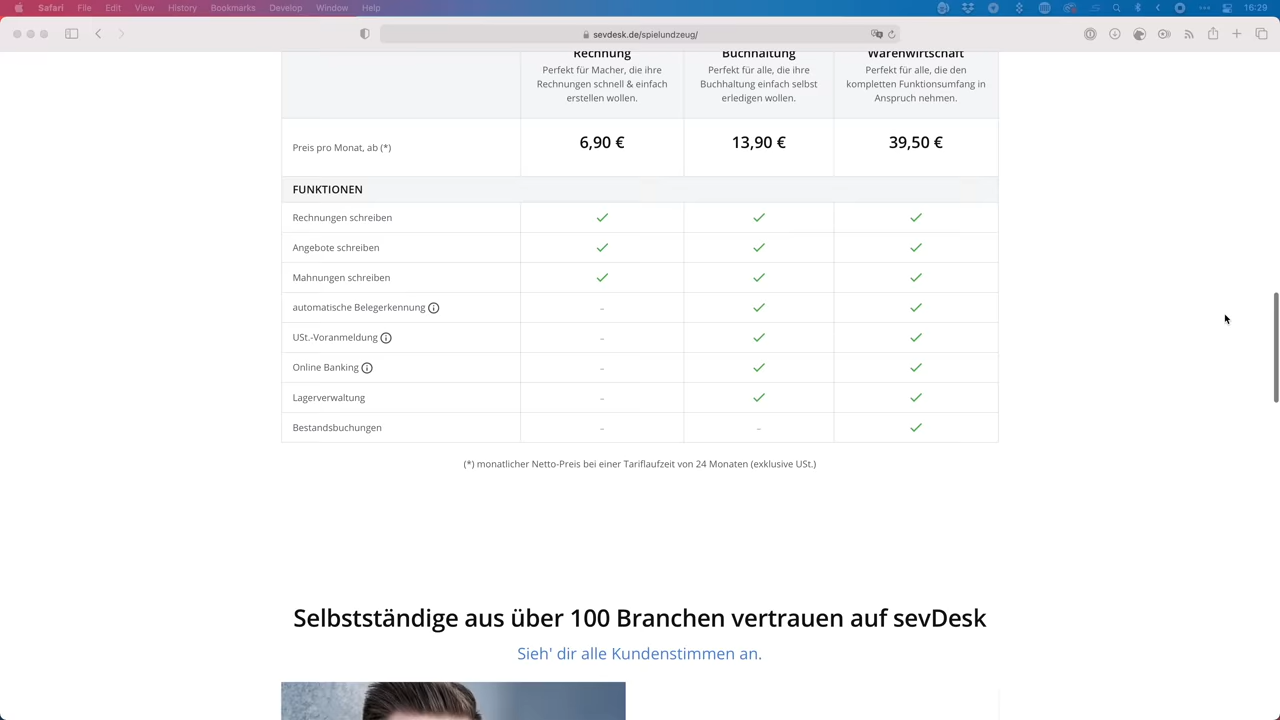 Safari File Edit View History Bookmarks Develop Window Help 16:29
sevdesk.de/spielundzeug/
Rechnung Buchhaltung Warenwirtschaft
Perfekt für Macher, die ihre Rechnungen schnell & einfach erstellen wollen.
Perfekt für alle, die ihre Buchhaltung einfach selbst erledigen wollen.
Perfekt für alle, die den kompletten Funktionsumfang in Anspruch nehmen.
Preis pro Monat, ab (*) 6,90 € 13,90 € 39,50 €
FUNKTIONEN
Rechnungen schreiben
Angebote schreiben
Mahnungen schreiben
automatische Belegerkennung
USt.-Voranmeldung
Online Banking
Lagerverwaltung
Bestandsbuchungen
(*) monatlicher Netto-Preis bei einer Tariflaufzeit von 24 Monaten (exklusive USt.)
Selbstständige aus über 100 Branchen vertrauen auf sevDesk
Sieh' dir alle Kundenstimmen an.